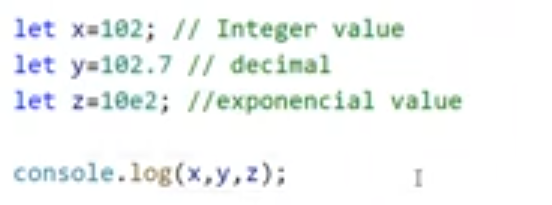 let x=102; // Integer value
let y=102.7 // decimal
let z=10e2; //exponencial value
console.log(x,y,z);